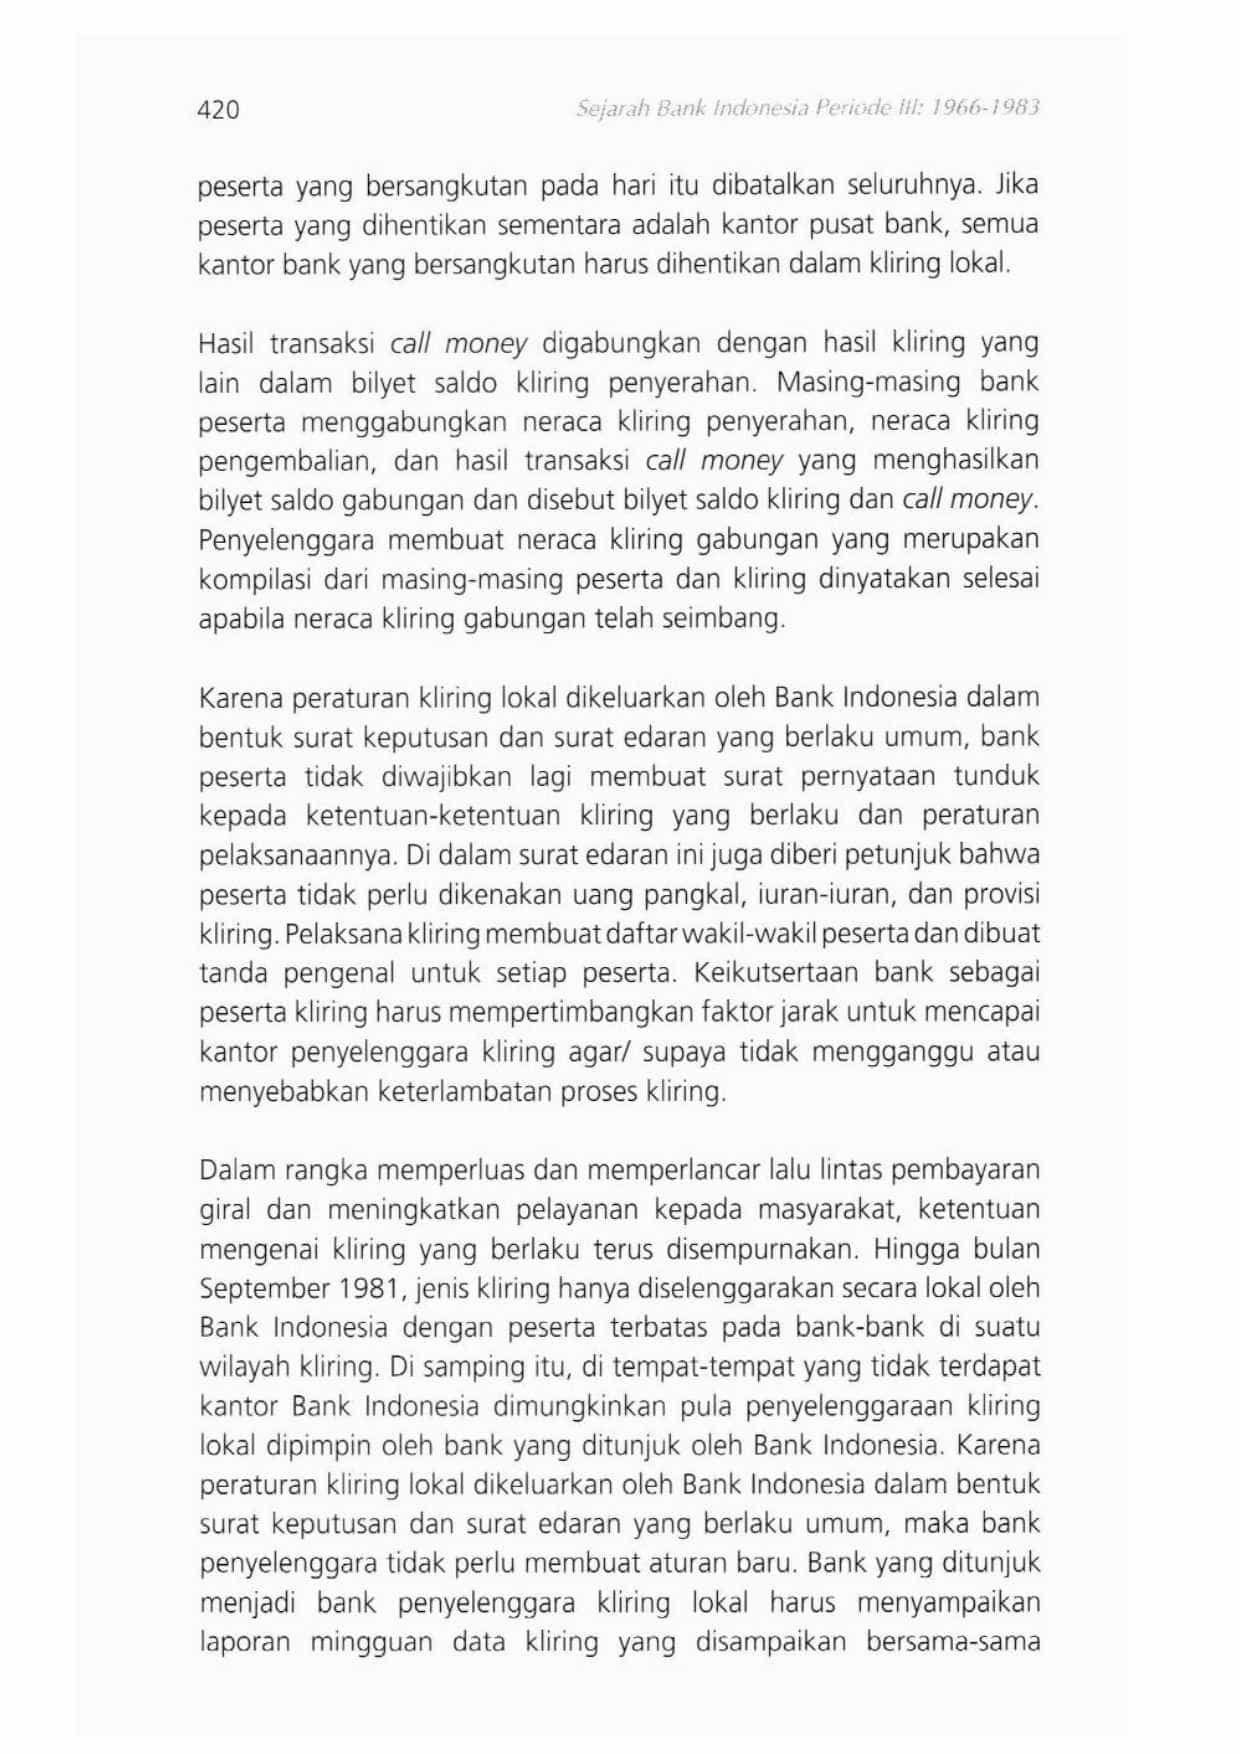 420
Sejarah Bank Indonesia Periode III: 1966-1983
peserta yang bersangkutan pada hari itu dibatalkan seluruhnya. Jika
peserta yang dihentikan sementara adalah kantor pusat bank, semua
kantor bank yang bersangkutan harus dihentikan dalam kliring lokal.
Hasil transaksi call money digabungkan dengan hasil kliring yang
lain dalam bilyet saldo kliring penyerahan. Masing-masing bank
peserta menggabungkan neraca kliring penyerahan, neraca kliring
pengembalian, dan hasil transaksi call money yang menghasilkan
bilyet saldo gabungan dan disebut bilyet saldo kliring dan call money.
Penyelenggara membuat neraca kliring gabungan yang merupakan
kompilasi dari masing-masing peserta dan kliring dinyatakan selesai
apabila neraca kliring gabungan telah seimbang.
Karena peraturan kliring lokal dikeluarkan oleh Bank Indonesia dalam
bentuk surat keputusan dan surat edaran yang berlaku umum, bank
peserta tidak diwajibkan lagi membuat surat pernyataan tunduk
kepada ketentuan-ketentuan kliring yang berlaku dan peraturan
pelaksanaannya. Di dalam surat edaran ini juga diberi petunjuk bahwa
peserta tidak perlu dikenakan uang pangkal, iuran-iuran, dan provisi
kliring. Pelaksana kliring membuat daftar wakil-wakil peserta dan dibuat
tanda pengenal untuk setiap peserta. Keikutsertaan bank sebagai
peserta kliring harus mempertimbangkan faktor jarak untuk mencapai
kantor penyelenggara kliring agar/ supaya tidak mengganggu atau
menyebabkan keterlambatan proses kliring.
Dalam rangka memperluas dan memperlancar lalu lintas pembayaran
giral dan meningkatkan pelayanan kepada masyarakat, ketentuan
mengenai kliring yang berlaku terus disempurnakan. Hingga bulan
September 1981, jenis kliring hanya diselenggarakan secara lokal oleh
Bank Indonesia dengan peserta terbatas pada bank-bank di suatu
wilayah kliring. Di samping itu, di tempat-tempat yang tidak terdapat
kantor Bank Indonesia dimungkinkan pula penyelenggaraan kliring
lokal dipimpin oleh bank yang ditunjuk oleh Bank Indonesia. Karena
peraturan kliring lokal dikeluarkan oleh Bank Indonesia dalam bentuk
surat keputusan dan surat edaran yang berlaku umum, maka bank
penyelenggara tidak perlu membuat aturan baru. Bank yang ditunjuk
menjadi bank penyelenggara kliring lokal harus menyampaikan
laporan mingguan data kliring yang disampaikan bersama-sama